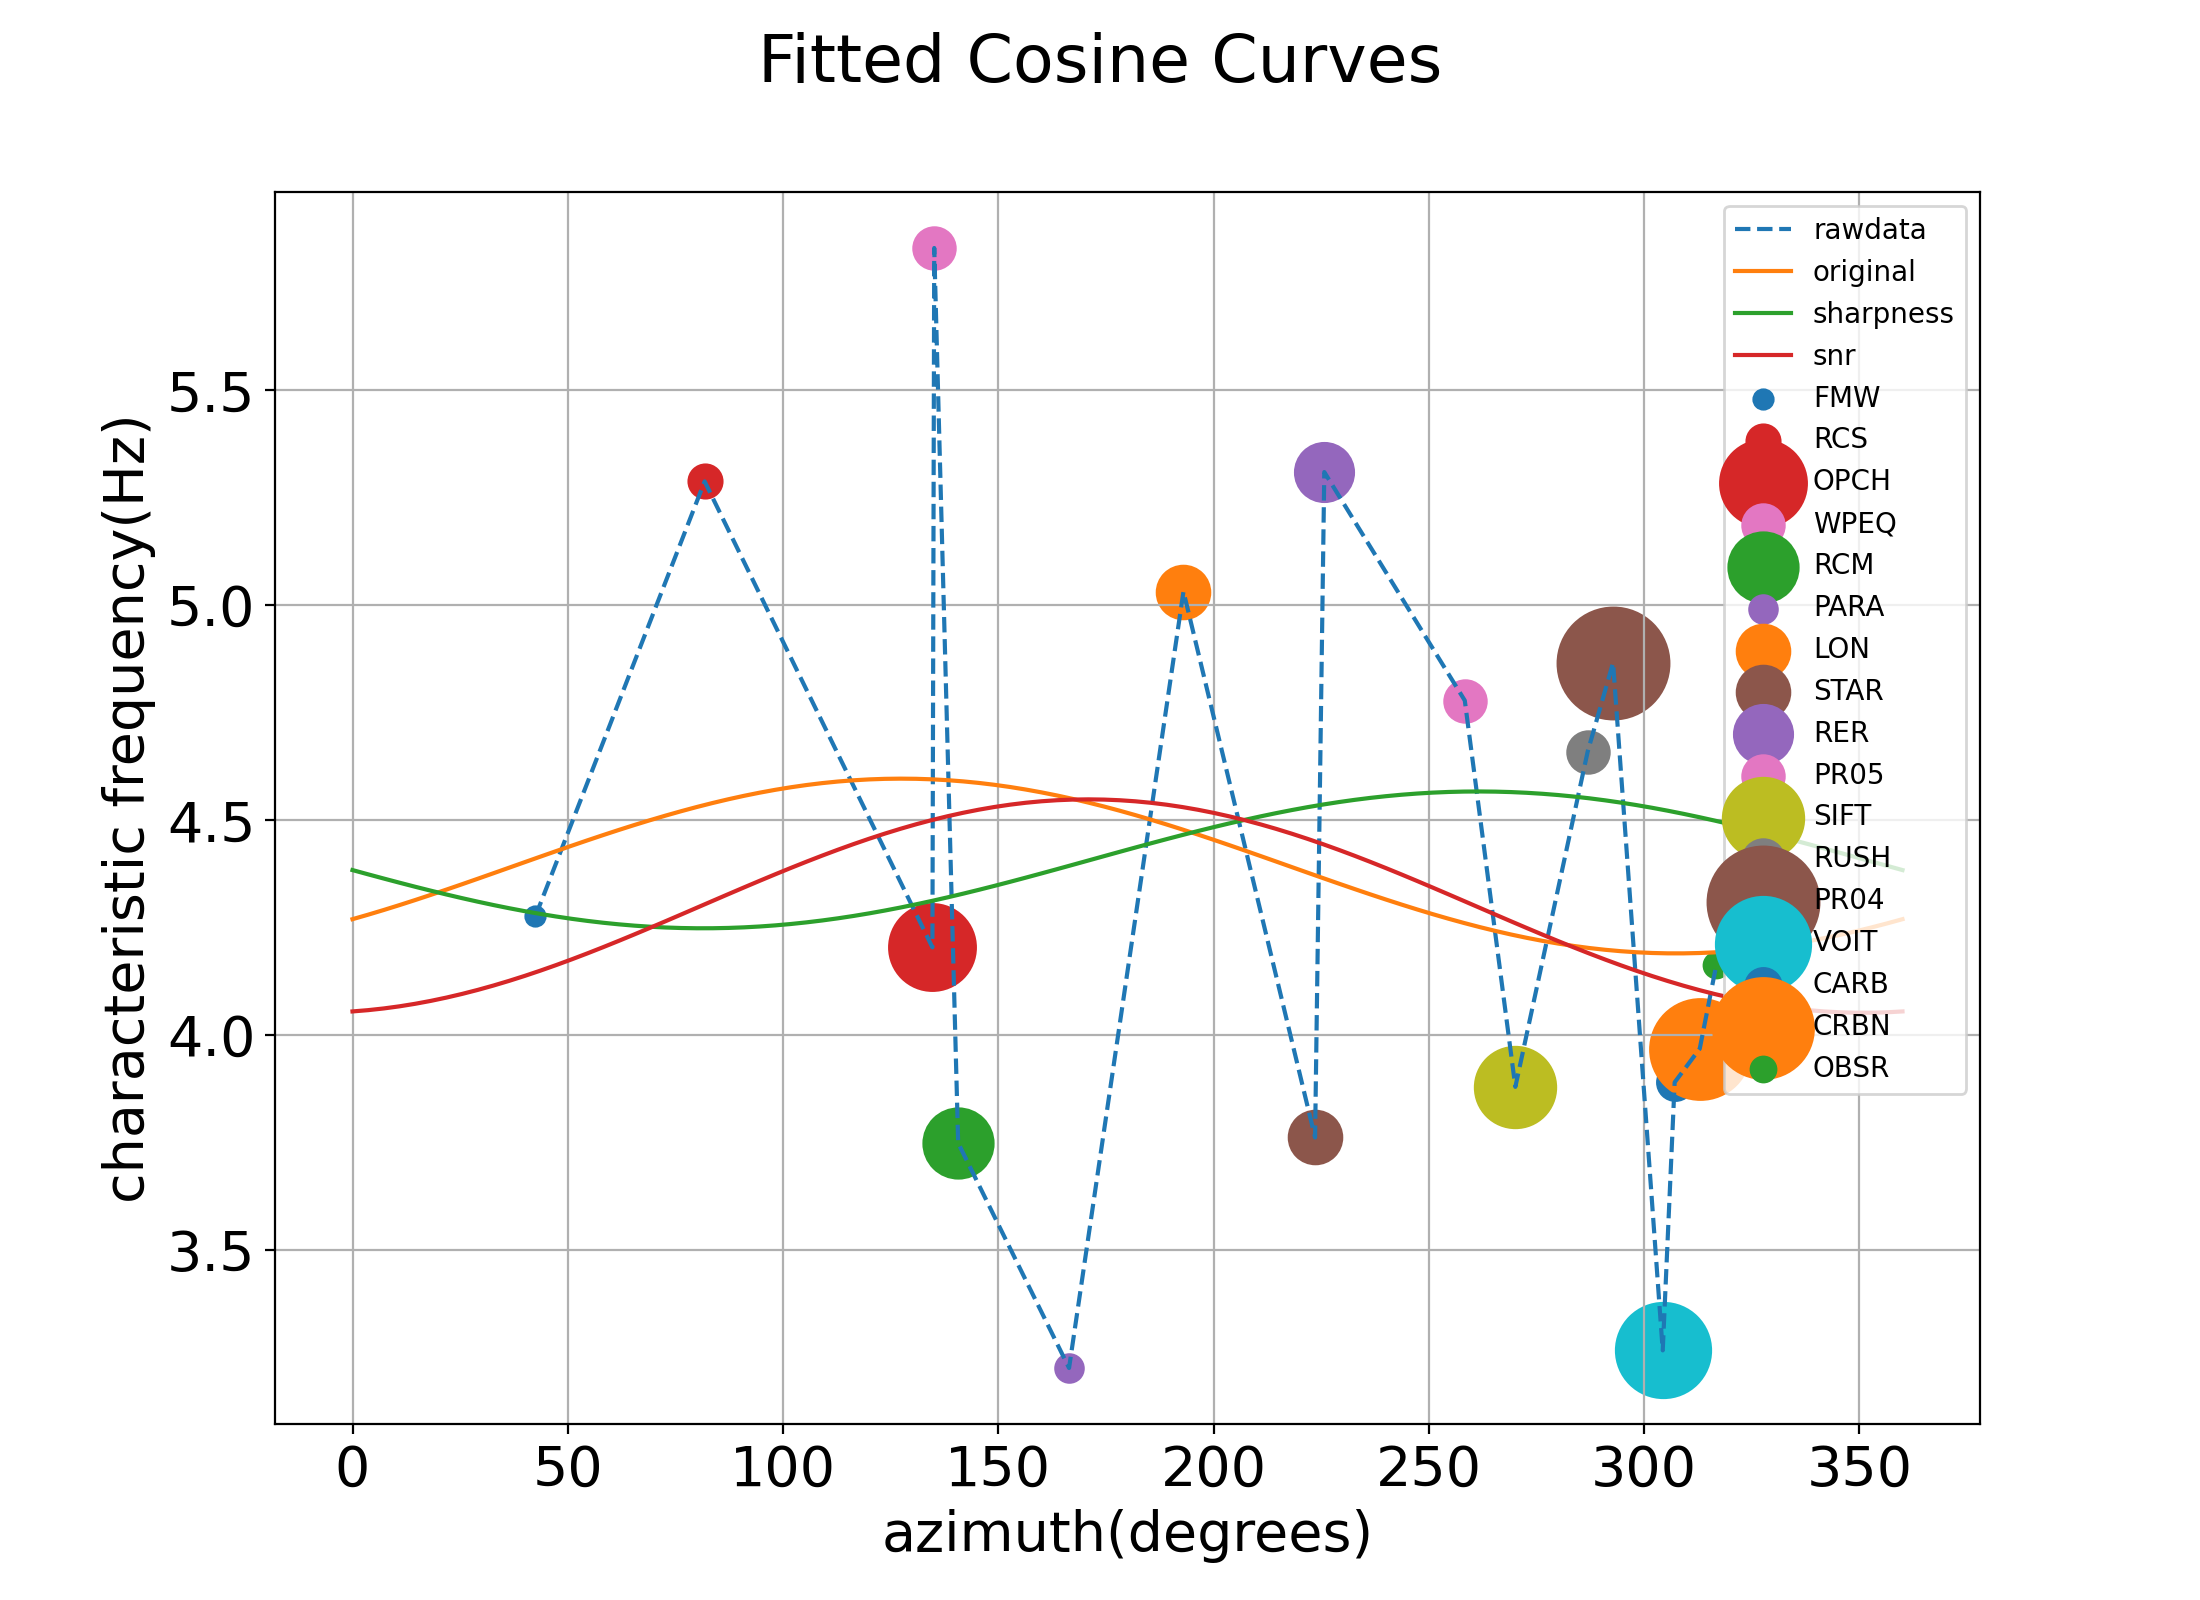 Fitted Cosine Curves
characteristic frequency(Hz)
5.5
5.0
4.5
4.0
3.5
0 50 100 150 200 250 300 350
azimuth(degrees)
rawdata
original
sharpness
snr
FMW
RCS
OPCH
WPEQ
RCM
PARA
LON
STAR
RER
PR05
SIFT
RUSH
PR04
VOIT
CARB
CRBN
OBSR